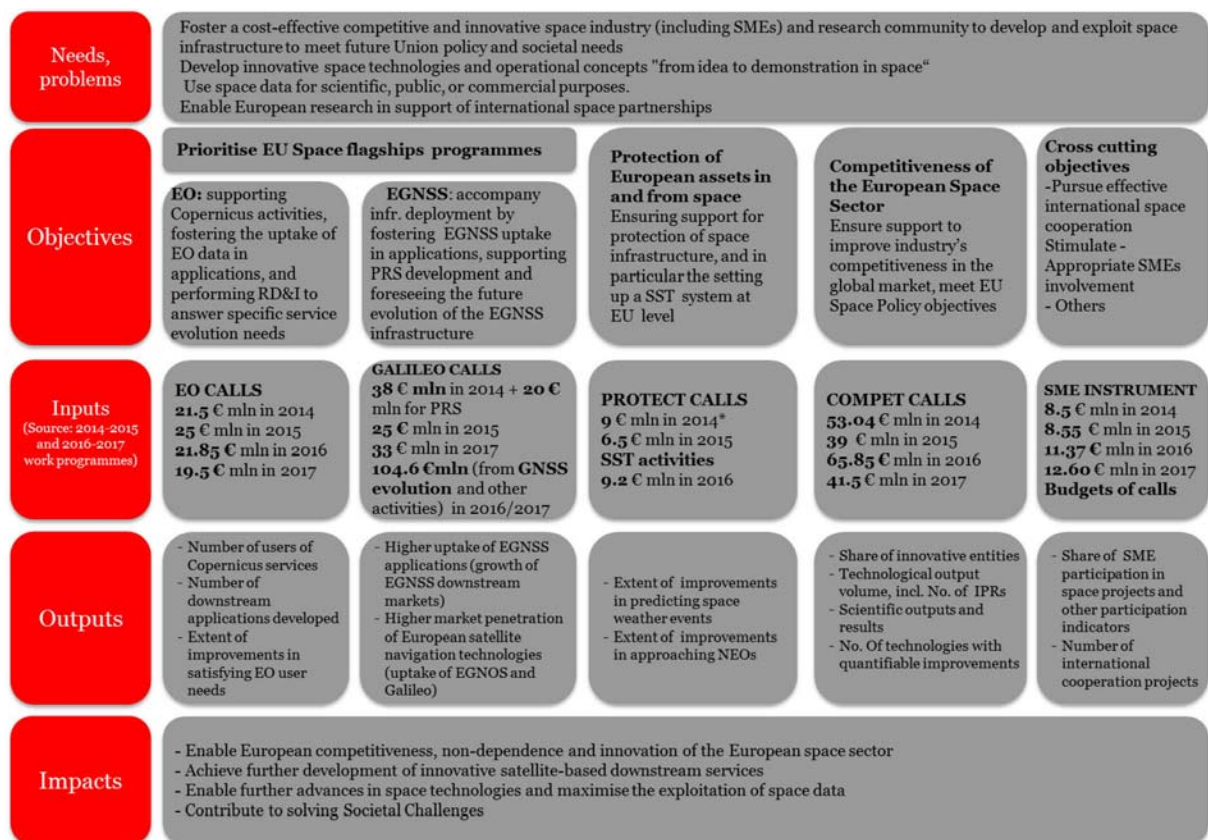 Needs,
problems
Foster a cost-effective competitive and innovative space industry (including SMEs) and research community to develop and exploit space
infrastructure to meet future Union policy and societal needs
Develop innovative space technologies and operational concepts "from idea to demonstration in space“
Use space data for scientific, public, or commercial purposes.
Enable European research in support of international space partnerships
Objectives
Prioritise EU Space flagships programmes
EO: supporting
Copernicus activities,
fostering the uptake of
EO data in
applications, and
performing RD&I to
answer specific service
evolution needs
EGNSS: accompany
infr. deployment by
fostering EGNSS uptake
in applications, supporting
PRS development and
foreseeing the future
evolution of the EGNSS
infrastructure
Protection of
European assets in
and from space
Ensuring support for
protection of space
infrastructure, and in
particular the setting
up a SST system at
EU level
Competitiveness of
the European Space
Sector
Ensure support to
improve industry's
competitiveness in the
global market, meet EU
Space Policy objectives
Cross cutting
objectives
-Pursue effective
international space
cooperation
Stimulate -
Appropriate SMEs
involvement
- Others
Inputs
(Source: 2014-2015
and 2016-2017
work programmes)
EO CALLS
21.5 € mln in 2014
25 € mln in 2015
21.85 € mln in 2016
19.5 € mln in 2017
GALILEO CALLS
38 € mln in 2014 + 20 €
mln for PRS
25 € mln in 2015
33 € mln in 2017
104.6 €mln (from GNSS
evolution and other
activities) in 2016/2017
PROTECT CALLS
9 € mln in 2014*
6.5 € mln in 2015
SST activities
9.2 € mln in 2016
COMPET CALLS
53.04 € mln in 2014
39 € mln in 2015
65.85 € mln in 2016
41.5 € mln in 2017
SME INSTRUMENT
8.5 € mln in 2014
8.55 € mln in 2015
11.37 € mln in 2016
12.60 € mln in 2017
Budgets of calls
Outputs
- Number of users of
Copernicus services
- Number of
downstream
applications developed
- Extent of
improvements in
satisfying EO user
needs
- Higher uptake of EGNSS
applications (growth of
EGNSS downstream
markets)
- Higher market penetration
of European satellite
navigation technologies
(uptake of EGNOS and
Galileo)
- Extent of improvements
in predicting space
weather events
- Extent of improvements
in approaching NEOs
- Share of innovative entities
- Technological output
volume, incl. No. of IPRs
- Scientific outputs and
results
- No. Of technologies with
quantifiable improvements
- Share of SME
participation in
space projects and
other participation
indicators
- Number of
international
cooperation projects
Impacts
- Enable European competitiveness, non-dependence and innovation of the European space sector
- Achieve further development of innovative satellite-based downstream services
- Enable further advances in space technologies and maximise the exploitation of space data
- Contribute to solving Societal Challenges